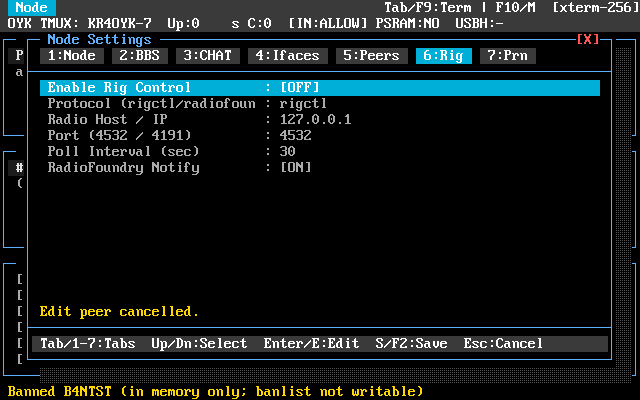 Node Tab/F9:Term | F10/M [xterm-256]
OYK TMUX: KR4OYK-7 Up:0 s C:0 [IN:ALLOW] PSRAM:NO USBH:-
Node Settings [X]
P 1:Node 2:BBS 3:CHAT 4:Ifaces 5:Peers 6:Rig 7:Prn
a
Enable Rig Control : [OFF]
Protocol (rigctl/radiofoun : rigctl
Radio Host / IP : 127.0.0.1
Port (4532 / 4191) : 4532
Poll Interval (sec) : 30
# RadioFoundry Notify : [ON]
(
[
[
[ Edit peer cancelled.
[
[ Tab/1-7:Tabs Up/Dn:Select Enter/E:Edit S/F2:Save Esc:Cancel
[
Banned B4NTST (in memory only; banlist not writable)